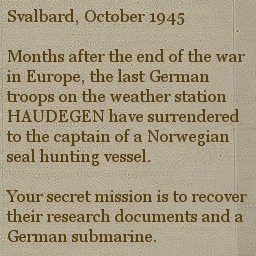 Svalbard, October 1945
Months after the end of the war
in Europe, the last German
troops on the weather station
HAUDEGEN have surrendered
to the captain of a Norwegian
seal hunting vessel.
Your secret mission is to recover
their research documents and a
German submarine.